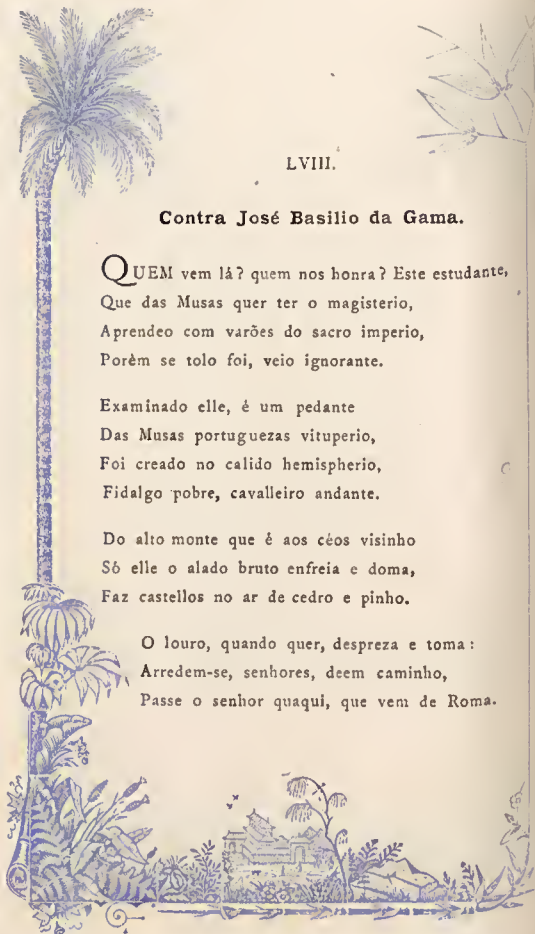 LVIII.
Contra José Basilio da Gama.
QUEM vem lá? quem nos honra? Este estudante,
Que das Musas quer ter o magisterio,
Aprendeo com varões do sacro imperio,
Porêm se tolo foi, veio ignorante.
Examinado elle, é um pedante
Das Musas portuguezas vituperio,
Foi creado no calido hemispherio,
Fidalgo pobre, cavalleiro andante.
Do alto monte que é aos céos visinho
Só elle o alado bruto enfreia e doma,
Faz castellos no ar de cedro e pinho.
O louro, quando quer, despreza e toma:
Arredem-se, senhores, deem caminho,
Passe o senhor quaqui, que vem de Roma.